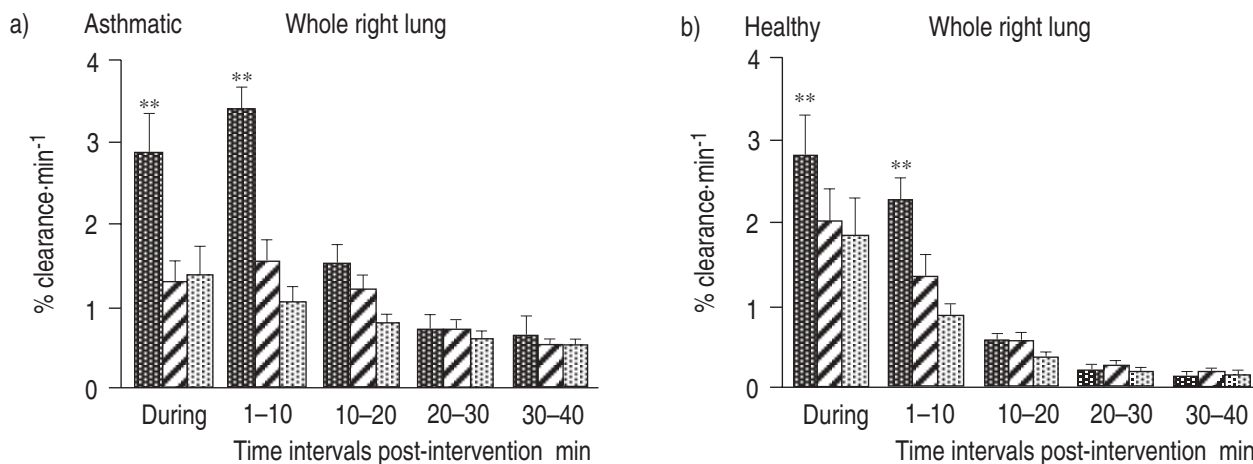 a) Asthmatic Whole right lung
4
3
2
1
0
% clearance·min-1
**
**
During 1–10 10–20 20–30 30–40
Time intervals post-intervention min
b) Healthy Whole right lung
4
3
2
1
0
% clearance·min-1
**
**
During 1–10 10–20 20–30 30–40
Time intervals post-intervention min